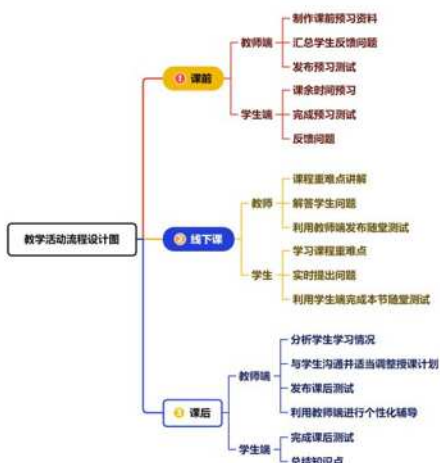 教学活动流程设计图
1 课前
教师端
制作课前预习资料
汇总学生反馈问题
发布预习测试
学生端
课余时间预习
完成预习测试
反馈问题
2 线下课
教师
课程重难点讲解
解答学生问题
利用教师端发布随堂测试
学生
学习课程重难点
实时提出问题
利用学生端完成本节随堂测试
3 课后
教师端
分析学生学习情况
与学生沟通并适当调整授课计划
发布课后测试
利用教师端进行个性化辅导
学生端
完成课后测试
总结知识点